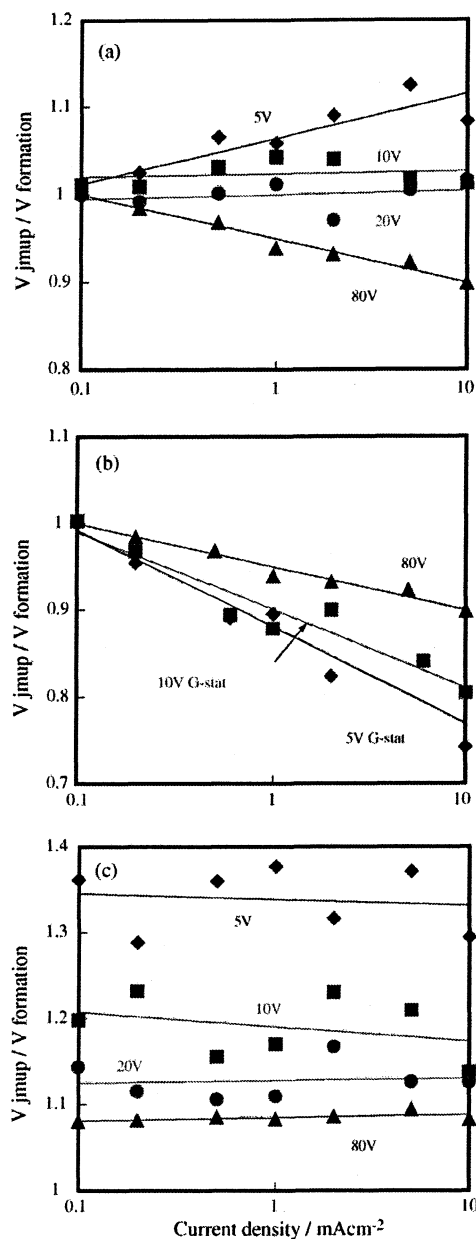 1.2
(a)
1.1
5V
10V
1
20V
0.9
80V
0.8
0.1
1
10
V jmup / V formation
1.1
(b)
1
80V
0.9
10V G-stat
0.8
5V G-stat
0.7
0.1
1
10
V jmup / V formation
1.4
(c)
5V
1.3
10V
1.2
20V
1.1
80V
1
0.1
1
10
V jmup / V formation
Current density / mAcm-2